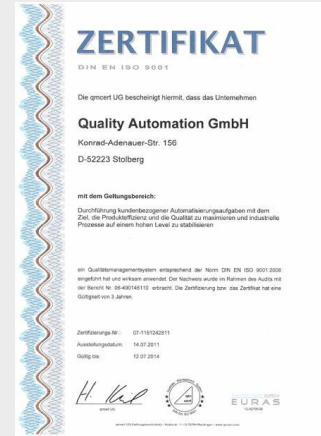 ZERTIFIKAT
DIN EN ISO 9001
Die qmcert UG bescheinigt hiermit, dass das Unternehmen
Quality Automation GmbH
Konrad-Adenauer-Str. 156
D-52223 Stolberg
mit dem Geltungsbereich:
Durchführung kundenbezogener Automatisierungsaufgaben mit dem
Ziel, die Produkteffizienz und die Qualität zu maximieren und industrielle
Prozesse auf einem hohen Level zu stabilisieren
ein Qualitätsmanagementsystem entsprechend der Norm DIN EN ISO 9001:2008
eingeführt hat und wirksam anwendet. Der Nachweis wurde im Rahmen des Audits mit
der Bericht Nr. 06-400146110 erbracht. Die Zertifizierung bzw. das Zertifikat hat eine
Gültigkeit von 3 Jahren.
Zertifizierungs-Nr.: 07-1151242811
Ausstellungsdatum: 14.07.2011
Gültig bis: 12.07.2014
qmcert UG
EURAS